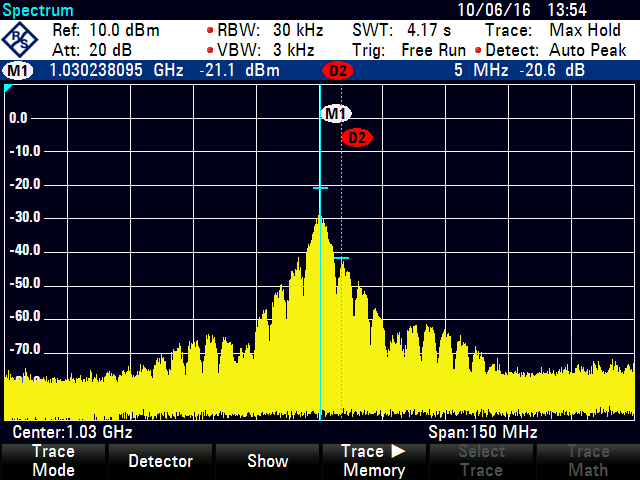 Spectrum 10/06/16 13:54
R S Ref: 10.0 dBm RBW: 30 kHz SWT: 4.17 s Trace: Max Hold
Att: 20 dB VBW: 3 kHz Trig: Free Run Detect: Auto Peak
M1 1.030238095 GHz -21.1 dBm D2 5 MHz -20.6 dB
M1
0.0
D2
-10.0
-20.0
-30.0
-40.0
-50.0
-60.0
-70.0
Center:1.03 GHz Span:150 MHz
Trace Mode Detector Show Trace Memory Select Trace Trace Math